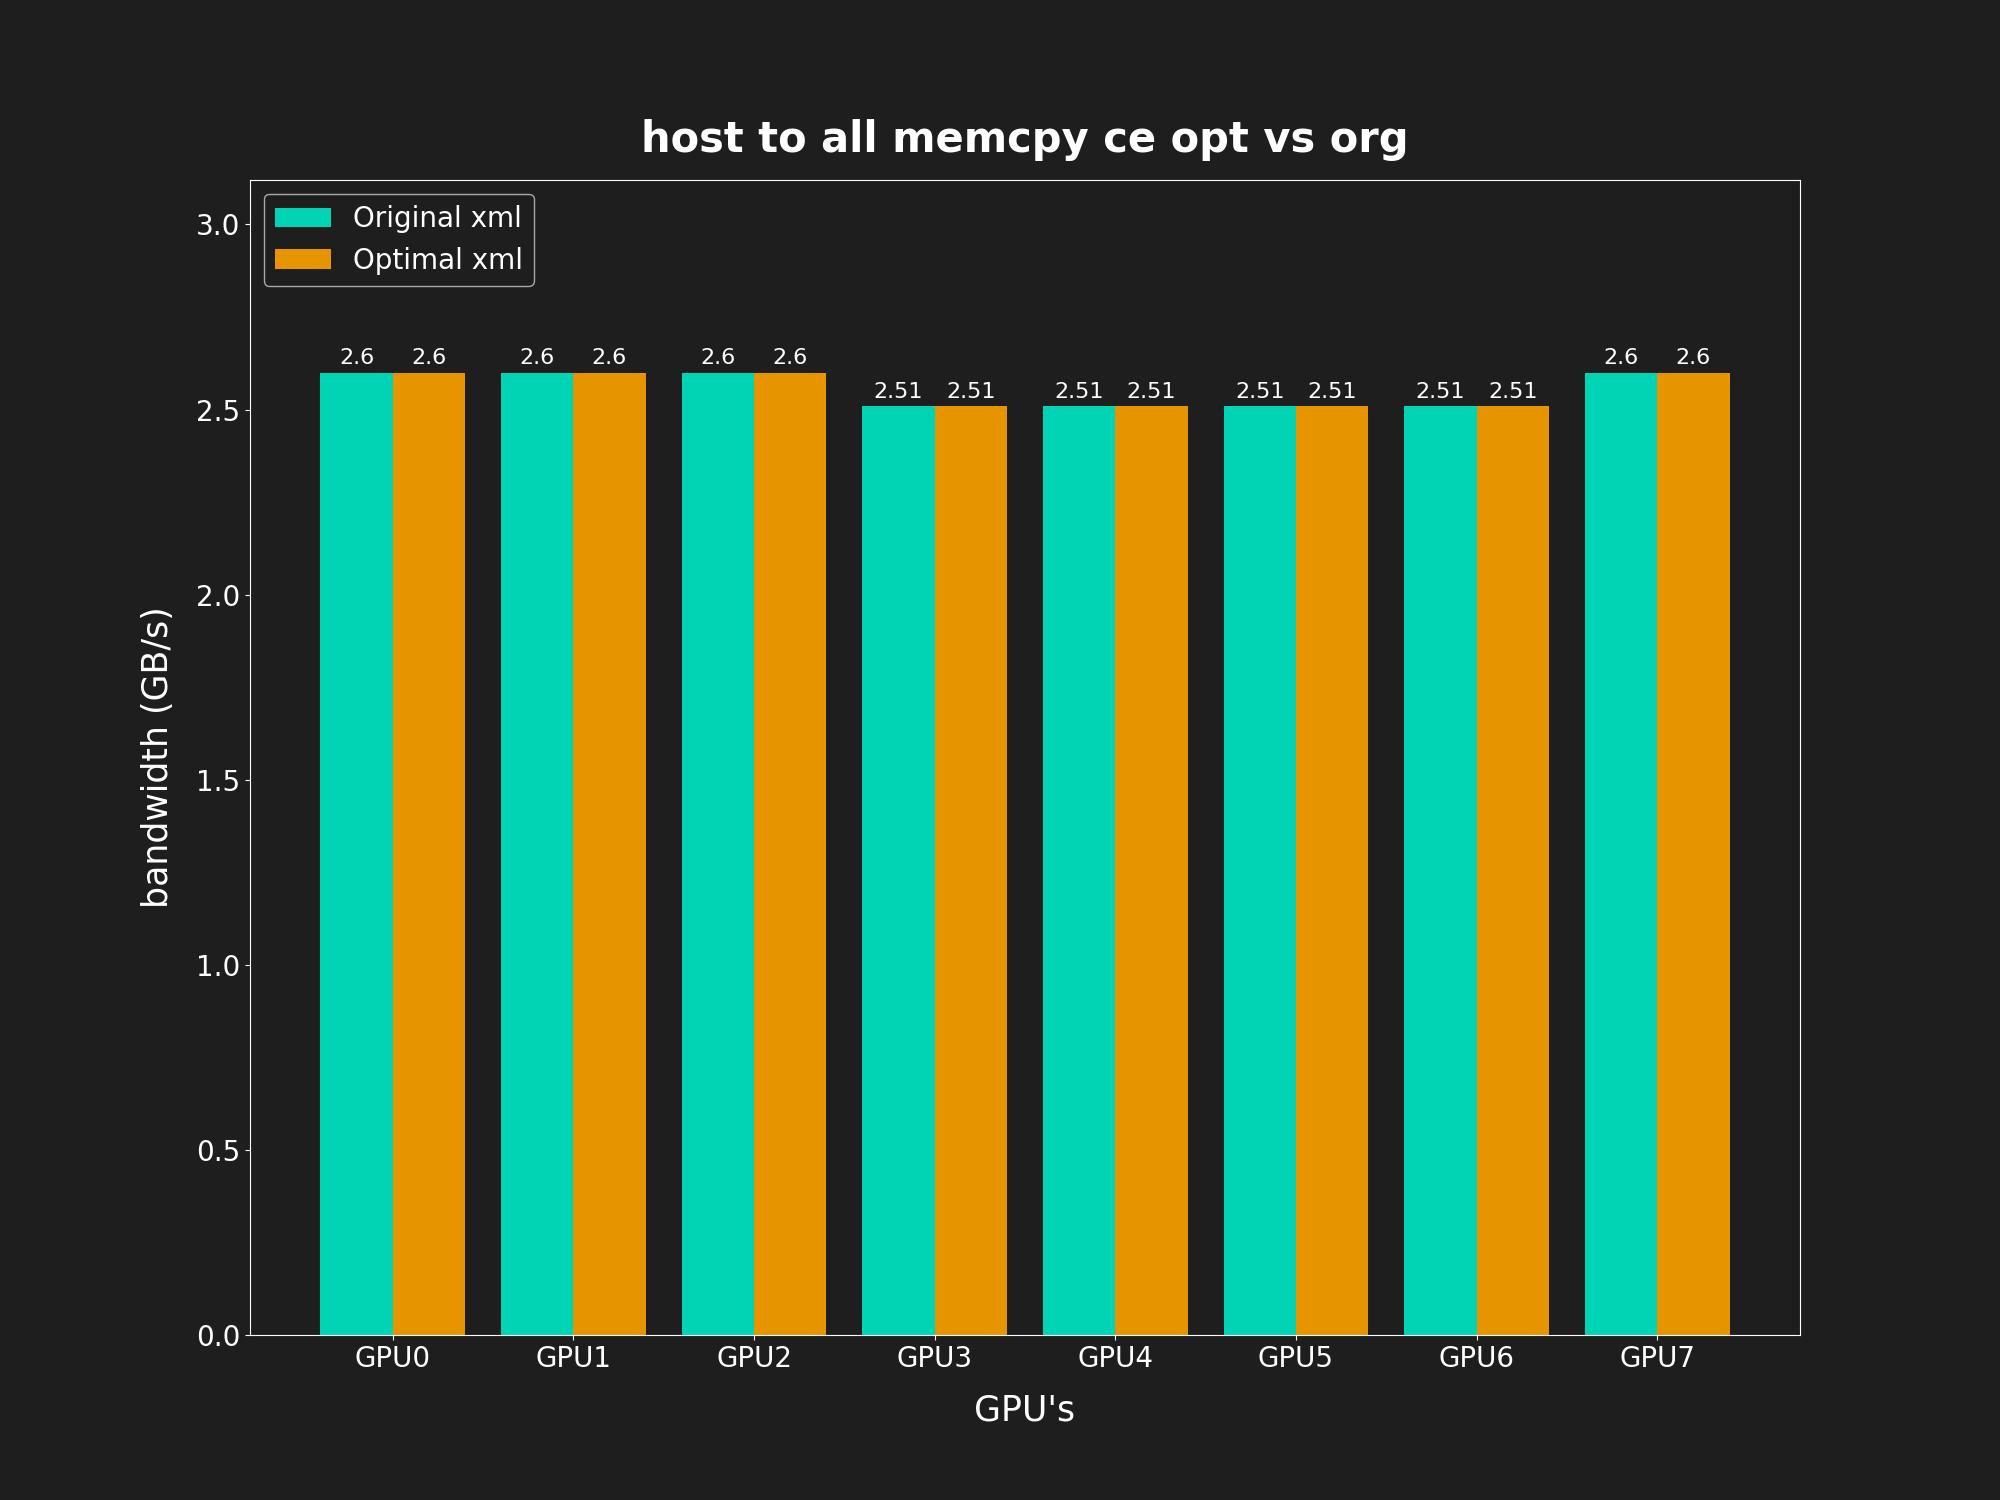 host to all memcpy ce opt vs org
Original xml
Optimal xml
3.0
2.5
2.0
1.5
1.0
0.5
0.0
bandwidth (GB/s)
2.6 2.6 2.6 2.6 2.6 2.6 2.6 2.6
2.51 2.51 2.51 2.51 2.51 2.51 2.51 2.51
GPU0 GPU1 GPU2 GPU3 GPU4 GPU5 GPU6 GPU7
GPU's